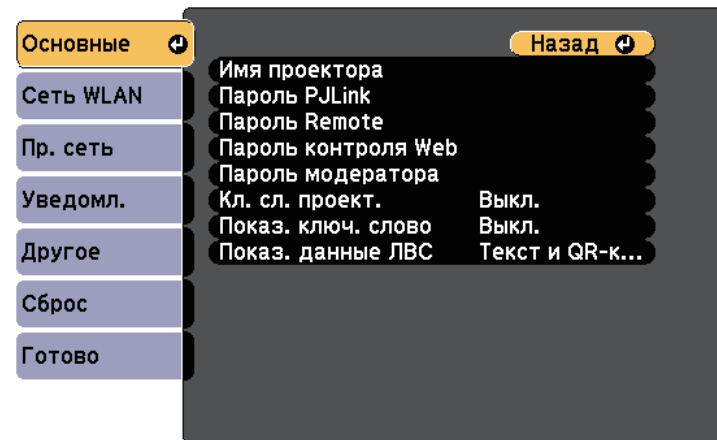 Основные
Сеть WLAN
Пр. сеть
Уведомл.
Другое
Сброс
Готово
Назад
Имя проектора
Пароль PJLink
Пароль Remote
Пароль контроля Web
Пароль модератора
Кл. сл. проект. Выкл.
Показ. ключ. слово Выкл.
Показ. данные ЛВС Текст и QR-к...